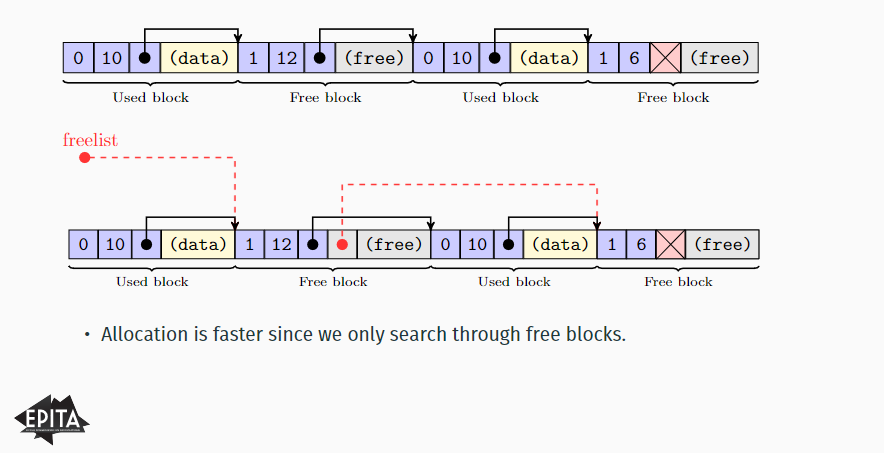 0 10 (data) 1 12 (free) 0 10 (data) 1 6 (free)
Used block Free block Used block Free block
freelist
0 10 (data) 1 12 (free) 0 10 (data) 1 6 (free)
Used block Free block Used block Free block
• Allocation is faster since we only search through free blocks.
EPITA